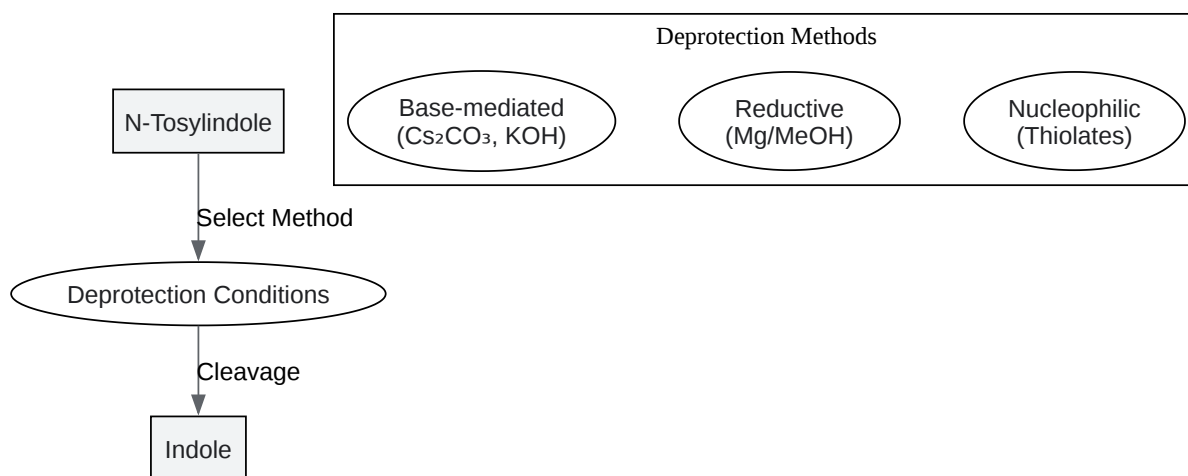 Deprotection Methods
N-Tosylindole
Base-mediated
(Cs₂CO₃, KOH)
Reductive
(Mg/MeOH)
Nucleophilic
(Thiolates)
Select Method
Deprotection Conditions
Cleavage
Indole